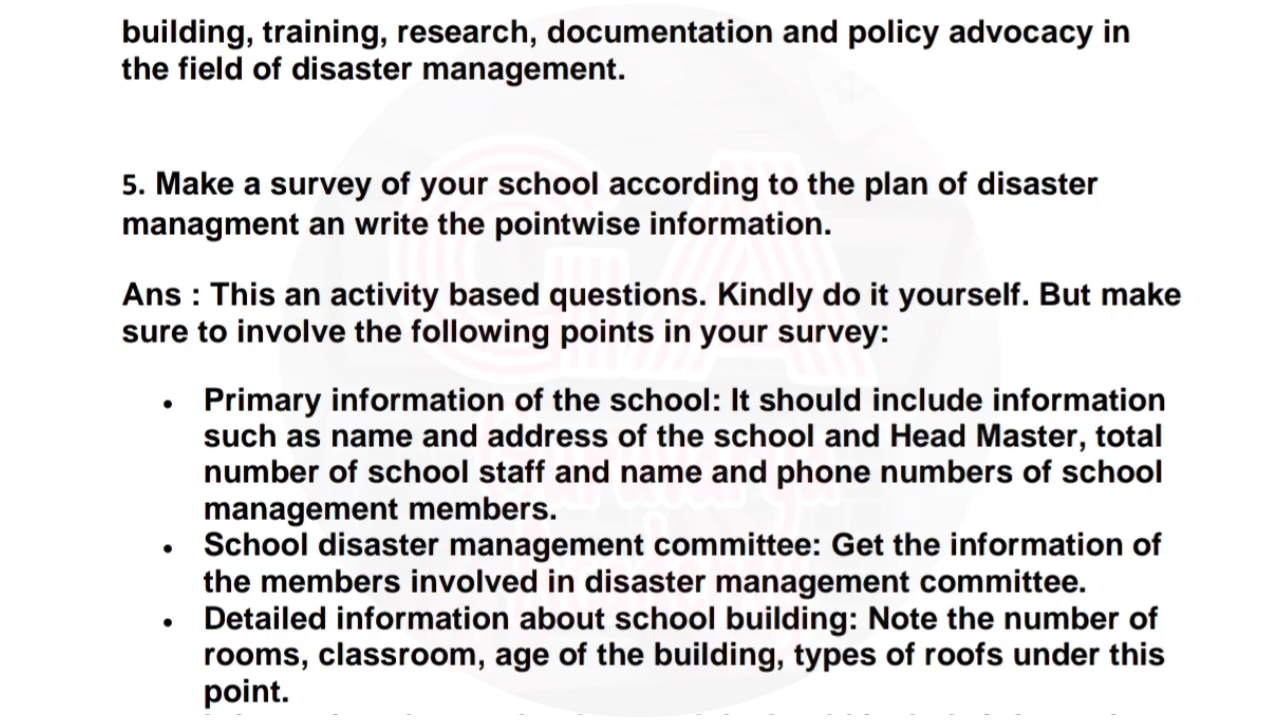 building, training, research, documentation and policy advocacy in
the field of disaster management.
5. Make a survey of your school according to the plan of disaster
managment an write the pointwise information.
Ans : This an activity based questions. Kindly do it yourself. But make
sure to involve the following points in your survey:
• Primary information of the school: It should include information
such as name and address of the school and Head Master, total
number of school staff and name and phone numbers of school
management members.
• School disaster management committee: Get the information of
the members involved in disaster management committee.
• Detailed information about school building: Note the number of
rooms, classroom, age of the building, types of roofs under this
point.